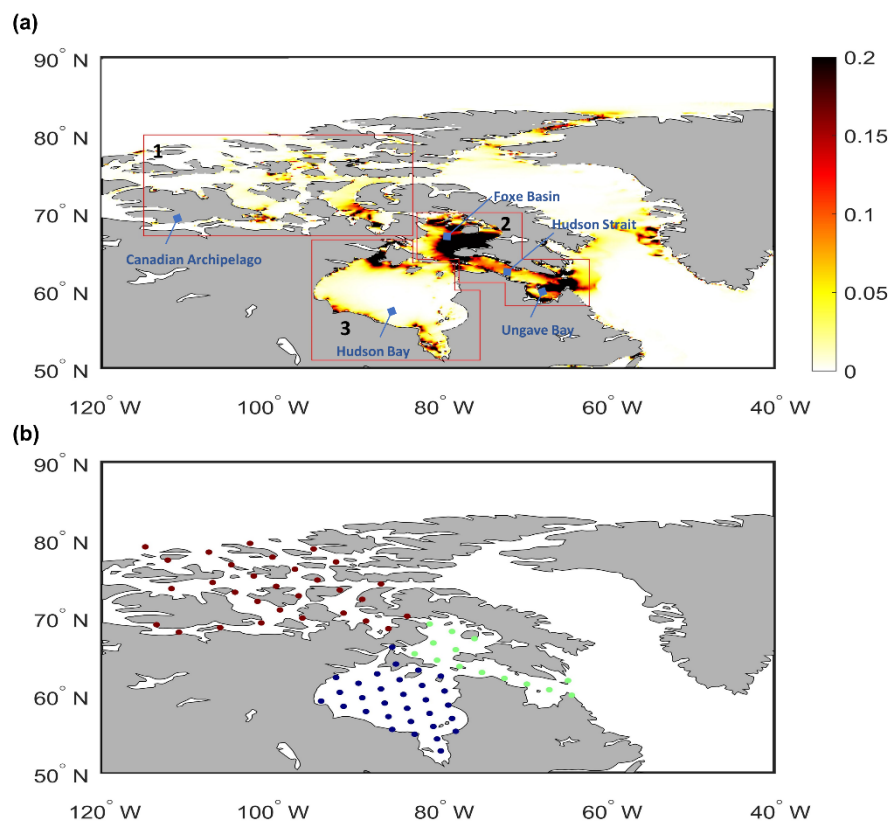 (a)
90° N
80° N
70° N
60° N
50° N
120° W
100° W
80° W
60° W
40° W
1
2
3
Foxe Basin
Hudson Strait
Canadian Archipelago
Ungave Bay
Hudson Bay
0.2
0.15
0.1
0.05
0
(b)
90° N
80° N
70° N
60° N
50° N
120° W
100° W
80° W
60° W
40° W